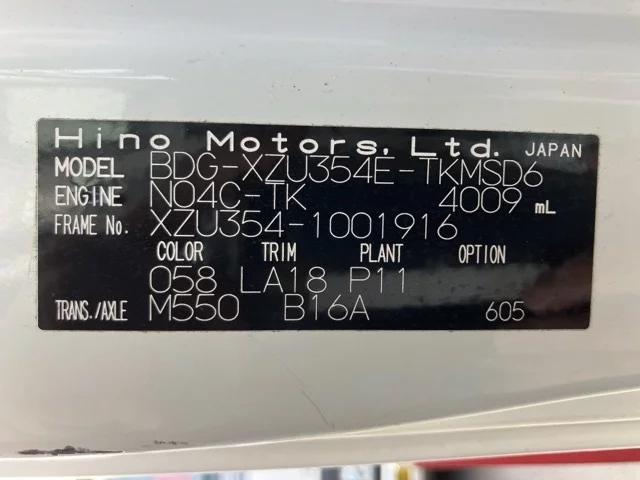 Hino Motors, Ltd. JAPAN
MODEL BDG-XZU354E-TKMSD6
ENGINE N04C-TK 4009 mL
FRAME No. XZU354-1001916
COLOR TRIM PLANT OPTION
058 LA18 P11
TRANS./AXLE M550 B16A 605